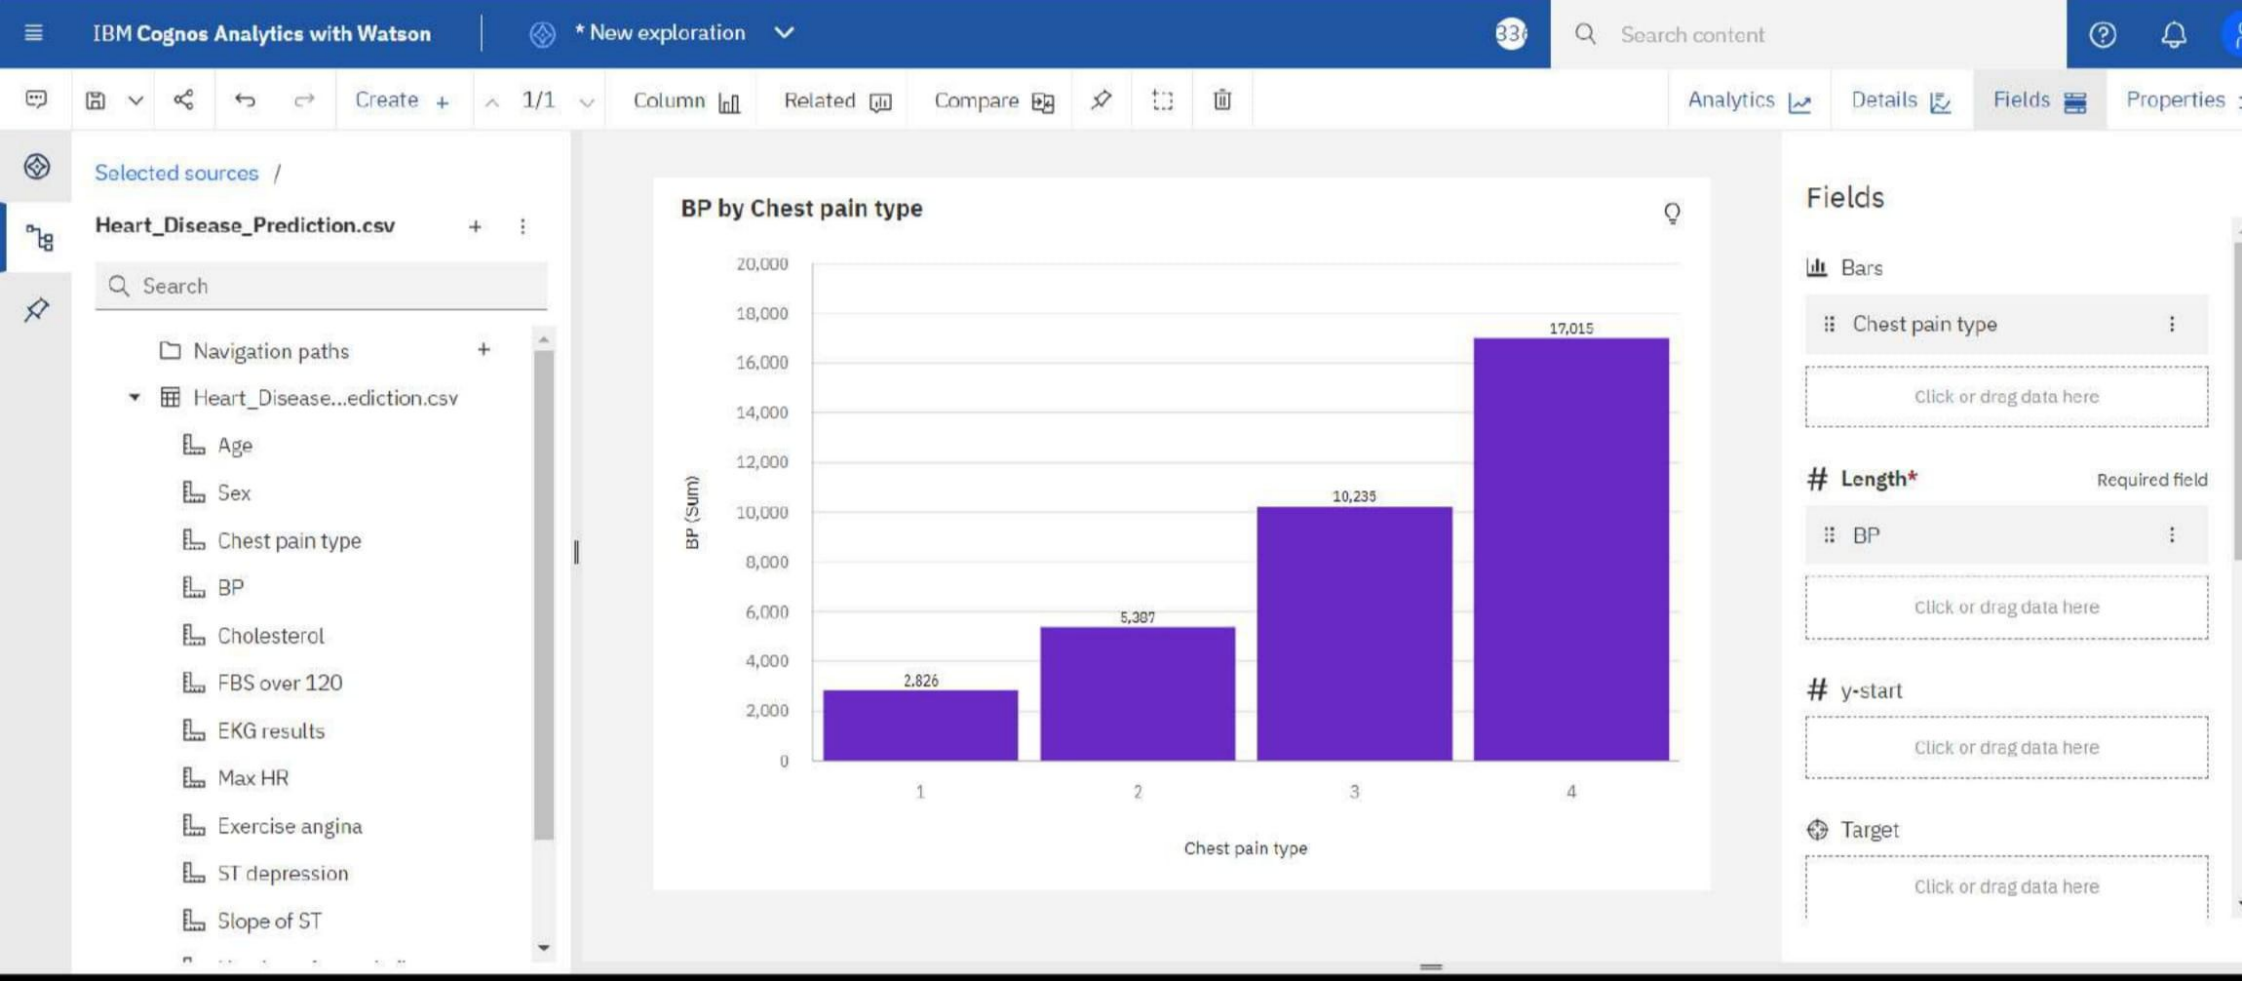 IBM Cognos Analytics with Watson
* New exploration
Search content
Create +
1/1
Column
Related
Compare
Analytics
Details
Fields
Properties
Selected sources /
Heart_Disease_Prediction.csv
Search
Navigation paths
Heart_Disease...ediction.csv
Age
Sex
Chest pain type
BP
Cholesterol
FBS over 120
EKG results
Max HR
Exercise angina
ST depression
Slope of ST
BP by Chest pain type
BP (Sum)
20,000
18,000
16,000
14,000
12,000
10,000
8,000
6,000
4,000
2,000
0
2,826
5,387
10,235
17,015
1
2
3
4
Chest pain type
Fields
Bars
Chest pain type
Click or drag data here
# Length* Required field
BP
Click or drag data here
# y-start
Click or drag data here
Target
Click or drag data here